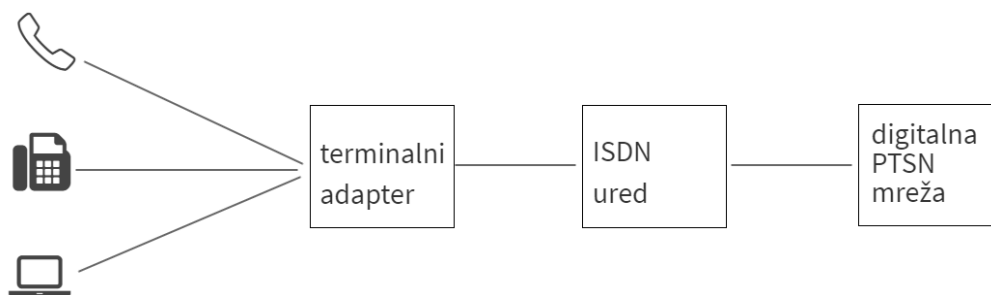 terminalni
adapter
ISDN
ured
digitalna
PTSN
mreža